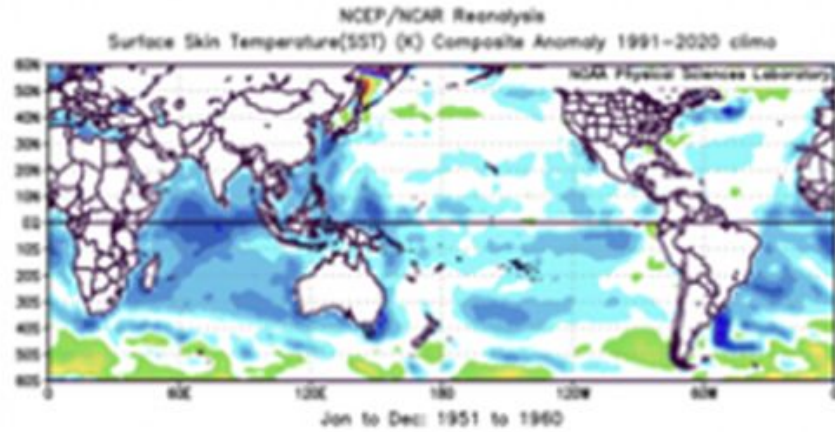 NCEP/NCAR Reanalysis
Surface Skin Temperature(SST) (K) Composite Anomaly 1991-2020 climo
NOAA Physical Sciences Laboratory
60N
50N
40N
30N
20N
10N
EQ
10S
20S
30S
40S
50S
60S
0 60E 120E 180 120W 60W 0
Jan to Dec: 1951 to 1960